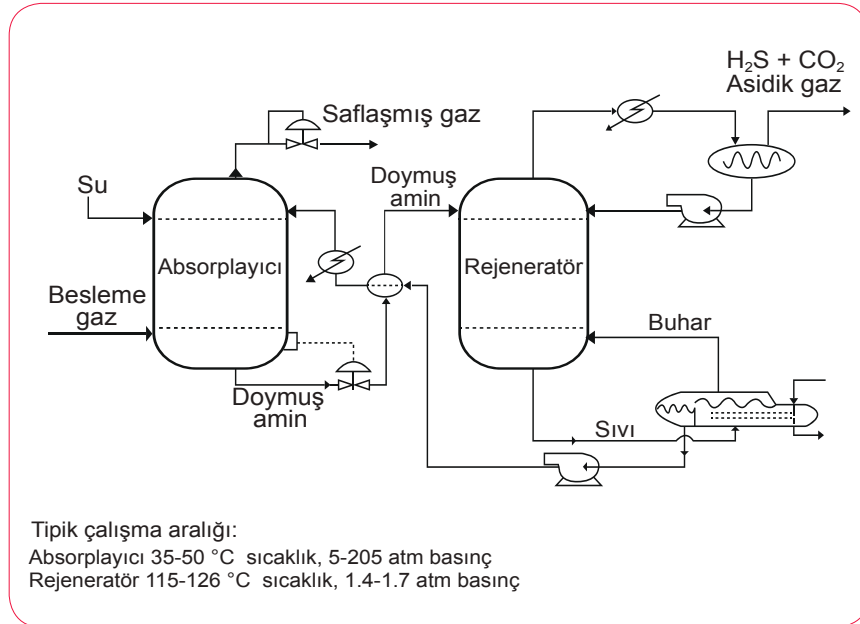 H₂S + CO₂
Asidik gaz
Saflaşmış gaz
Su
Doymuş
amin
Absorplayıcı
Rejeneratör
Besleme
gaz
Buhar
Doymuş
amin
Sıvı
Tipik çalışma aralığı:
Absorplayıcı 35-50 °C sıcaklık, 5-205 atm basınç
Rejeneratör 115-126 °C sıcaklık, 1.4-1.7 atm basınç